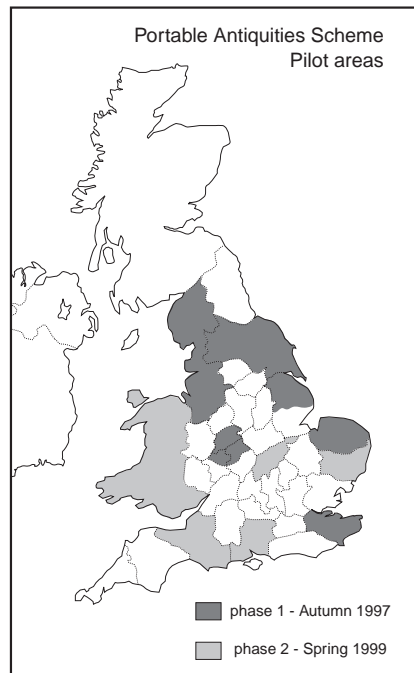 Portable Antiquities Scheme
Pilot areas
phase 1 - Autumn 1997
phase 2 - Spring 1999